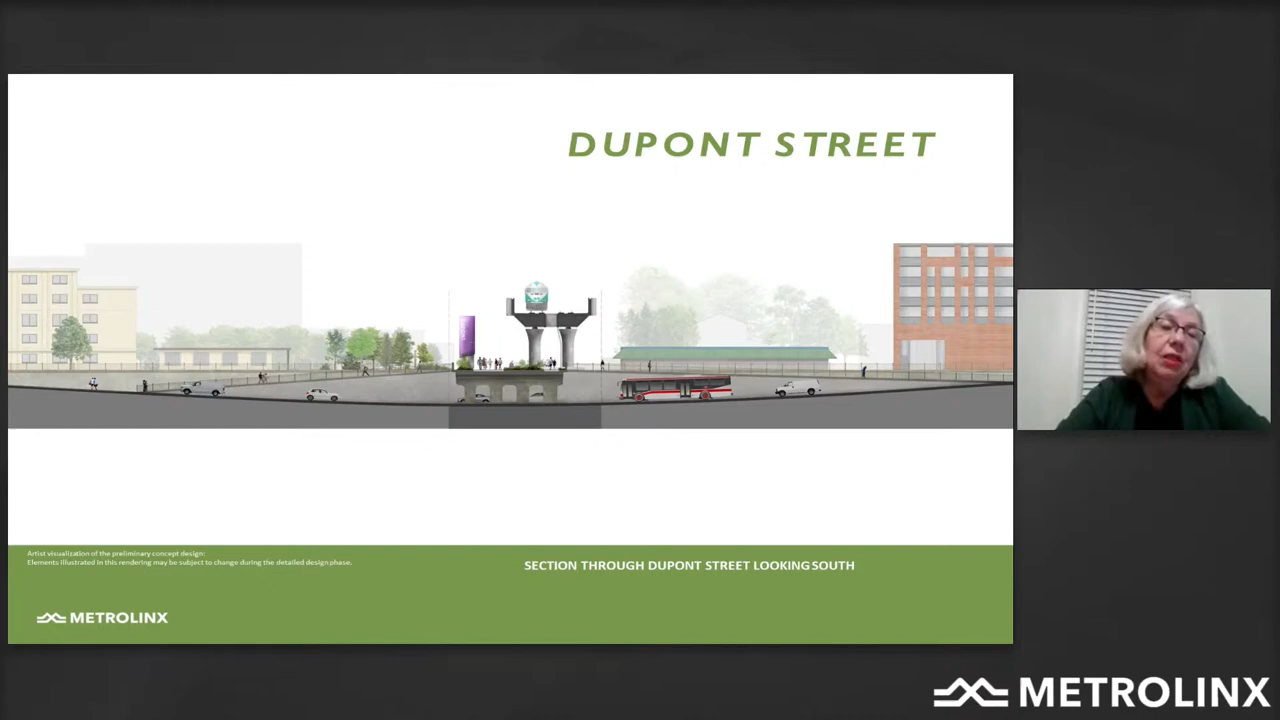 DUPONT STREET
Artist visualization of the preliminary concept design:
Elements illustrated in this rendering may be subject to change during the detailed design phase.
SECTION THROUGH DUPONT STREET LOOKING SOUTH
METROLINX
METROLINX